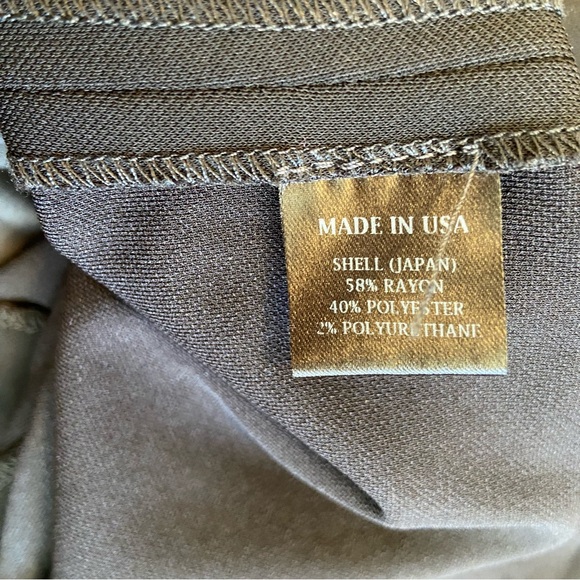 MADE IN USA
SHELL (JAPAN)
58% RAYON
40% POLYESTER
2% POLYURETHANE